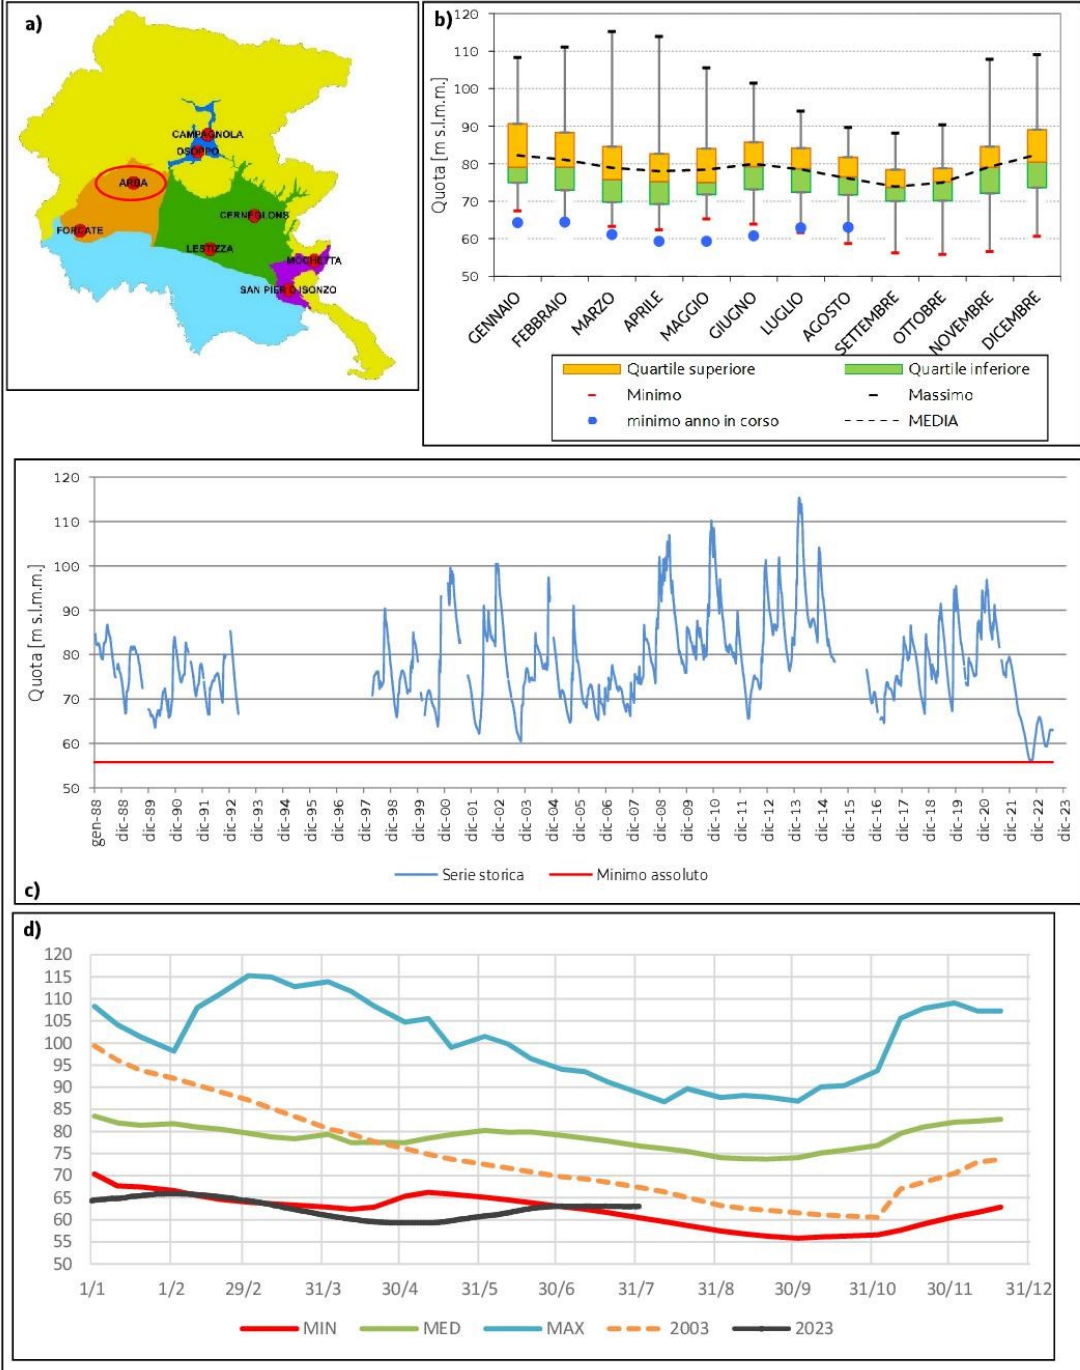 a)
CAMPAGNOLA
OSOPPO
ARBA
CERNEGLONS
FORCATE
LESTIZZA
MOCHETTA
SAN PIER D ISONZO
b)
Quota [m s.l.m.m.]
120
110
100
90
80
70
60
50
GENNAIO
FEBBRAIO
MARZO
APRILE
MAGGIO
GIUGNO
LUGLIO
AGOSTO
SETTEMBRE
OTTOBRE
NOVEMBRE
DICEMBRE
Quartile superiore
Quartile inferiore
Minimo
Massimo
minimo anno in corso
MEDIA
Quota [m s.l.m.m.]
120
110
100
90
80
70
60
50
gen-88
dic-88
dic-89
dic-90
dic-91
dic-92
dic-93
dic-94
dic-95
dic-96
dic-97
dic-98
dic-99
dic-00
dic-01
dic-02
dic-03
dic-04
dic-05
dic-06
dic-07
dic-08
dic-09
dic-10
dic-11
dic-12
dic-13
dic-14
dic-15
dic-16
dic-17
dic-18
dic-19
dic-20
dic-21
dic-22
dic-23
Serie storica
Minimo assoluto
c)
d)
120
115
110
105
100
95
90
85
80
75
70
65
60
55
50
1/1
1/2
29/2
31/3
30/4
31/5
30/6
31/7
31/8
30/9
31/10
30/11
31/12
MIN
MED
MAX
2003
2023